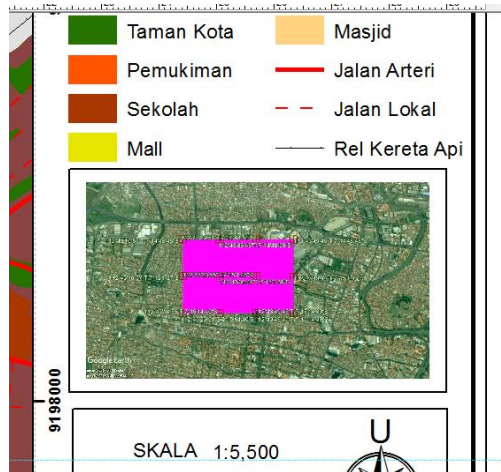 Taman Kota
Masjid
Pemukiman
Jalan Arteri
Sekolah
Jalan Lokal
Mall
Rel Kereta Api
Google Earth
9198000
SKALA 1:5,500
U